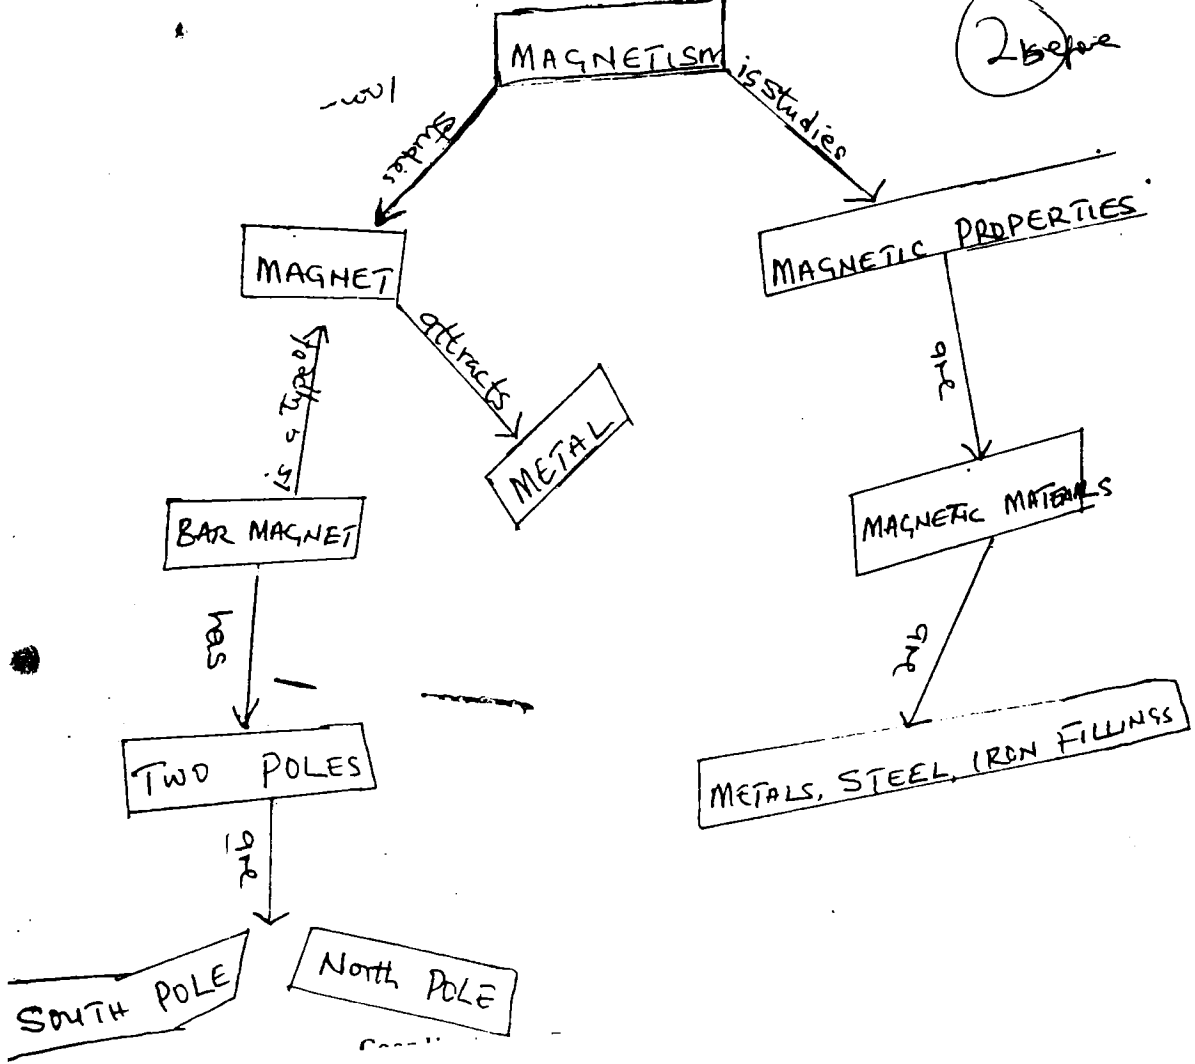 MAGNETISM
2 before
studies
is studies
MAGNET
MAGNETIC PROPERTIES
attracts
are
is a type of
METAL
BAR MAGNET
MAGNETIC MATERIALS
has
are
TWO POLES
METALS, STEEL, IRON FILLINGS
are
SOUTH POLE
North POLE